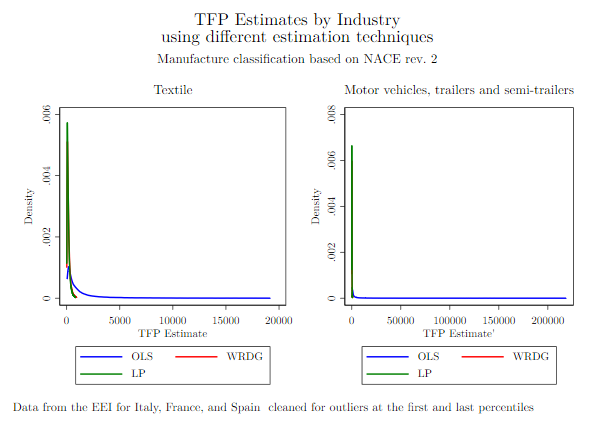 TFP Estimates by Industry
using different estimation techniques
Manufacture classification based on NACE rev. 2
Textile
Density
0
.002
.004
.006
0
5000
10000
15000
20000
TFP Estimate
OLS
WRDG
LP
Motor vehicles, trailers and semi-trailers
Density
0
.002
.004
.006
.008
0
50000
100000
150000
200000
TFP Estimate'
OLS
WRDG
LP
Data from the EEI for Italy, France, and Spain  cleaned for outliers at the first and last percentiles